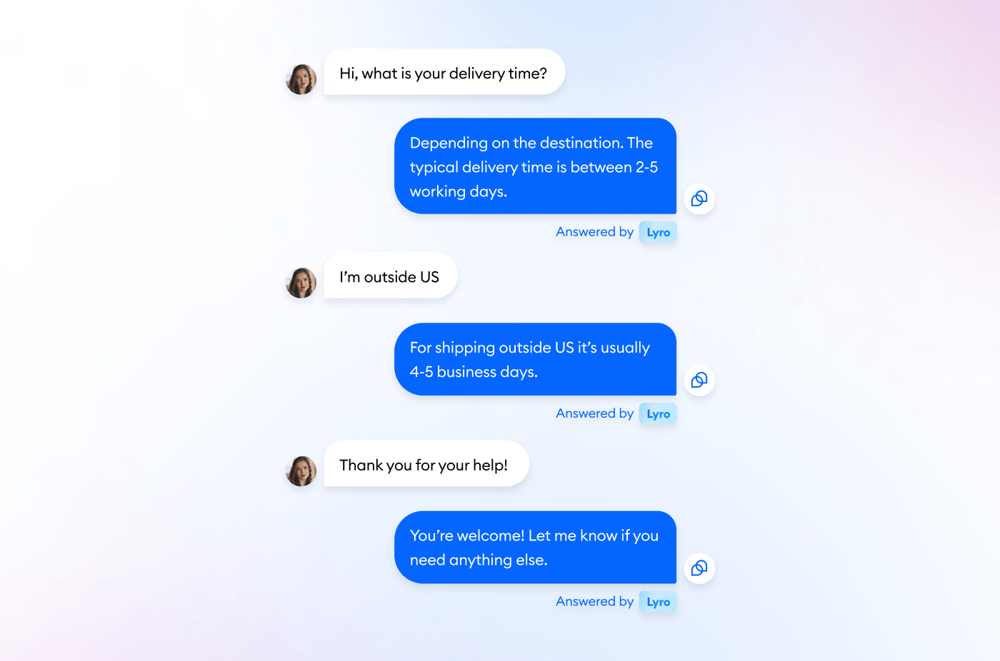 Hi, what is your delivery time?
Depending on the destination. The
typical delivery time is between 2-5
working days.
Answered by Lyro
I’m outside US
For shipping outside US it’s usually
4-5 business days.
Answered by Lyro
Thank you for your help!
You’re welcome! Let me know if you
need anything else.
Answered by Lyro